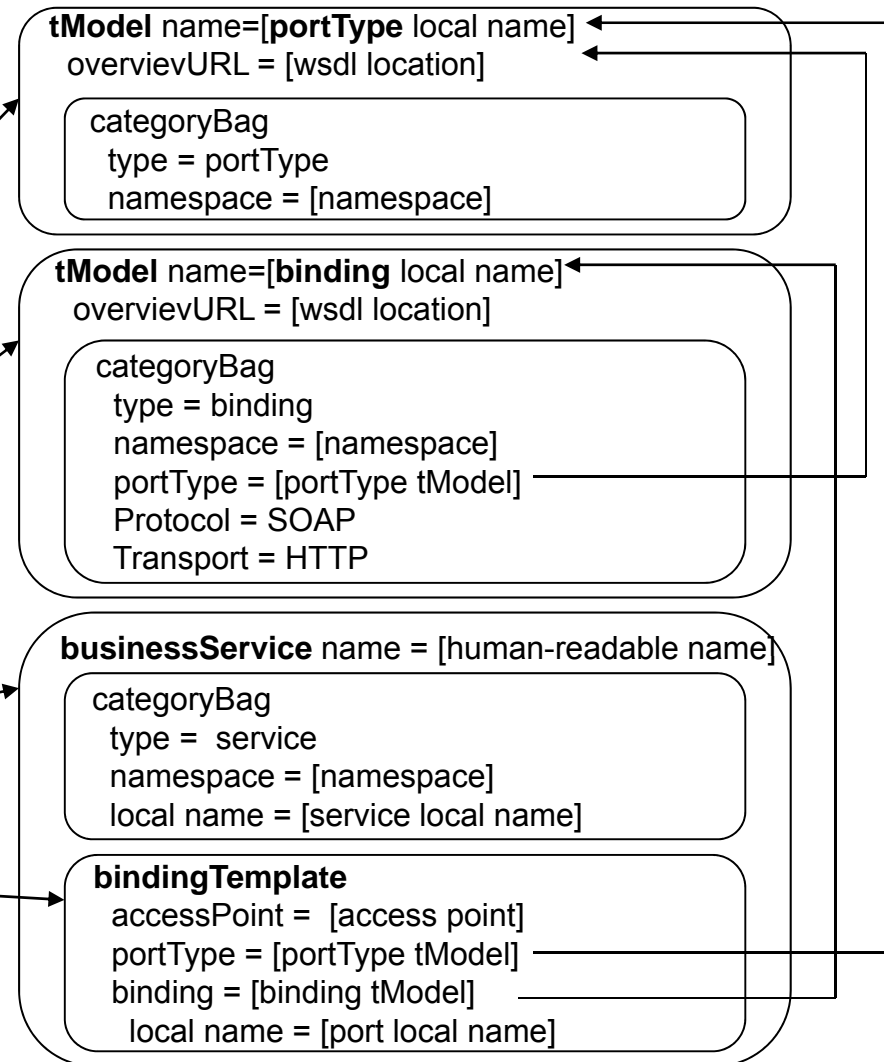 tModel name=[portType local name]
overvievURL = [wsdl location]
categoryBag
type = portType
namespace = [namespace]
tModel name=[binding local name]
overvievURL = [wsdl location]
categoryBag
type = binding
namespace = [namespace]
portType = [portType tModel]
Protocol = SOAP
Transport = HTTP
businessService name = [human-readable name]
categoryBag
type = service
namespace = [namespace]
local name = [service local name]
bindingTemplate
accessPoint = [access point]
portType = [portType tModel]
binding = [binding tModel]
local name = [port local name]